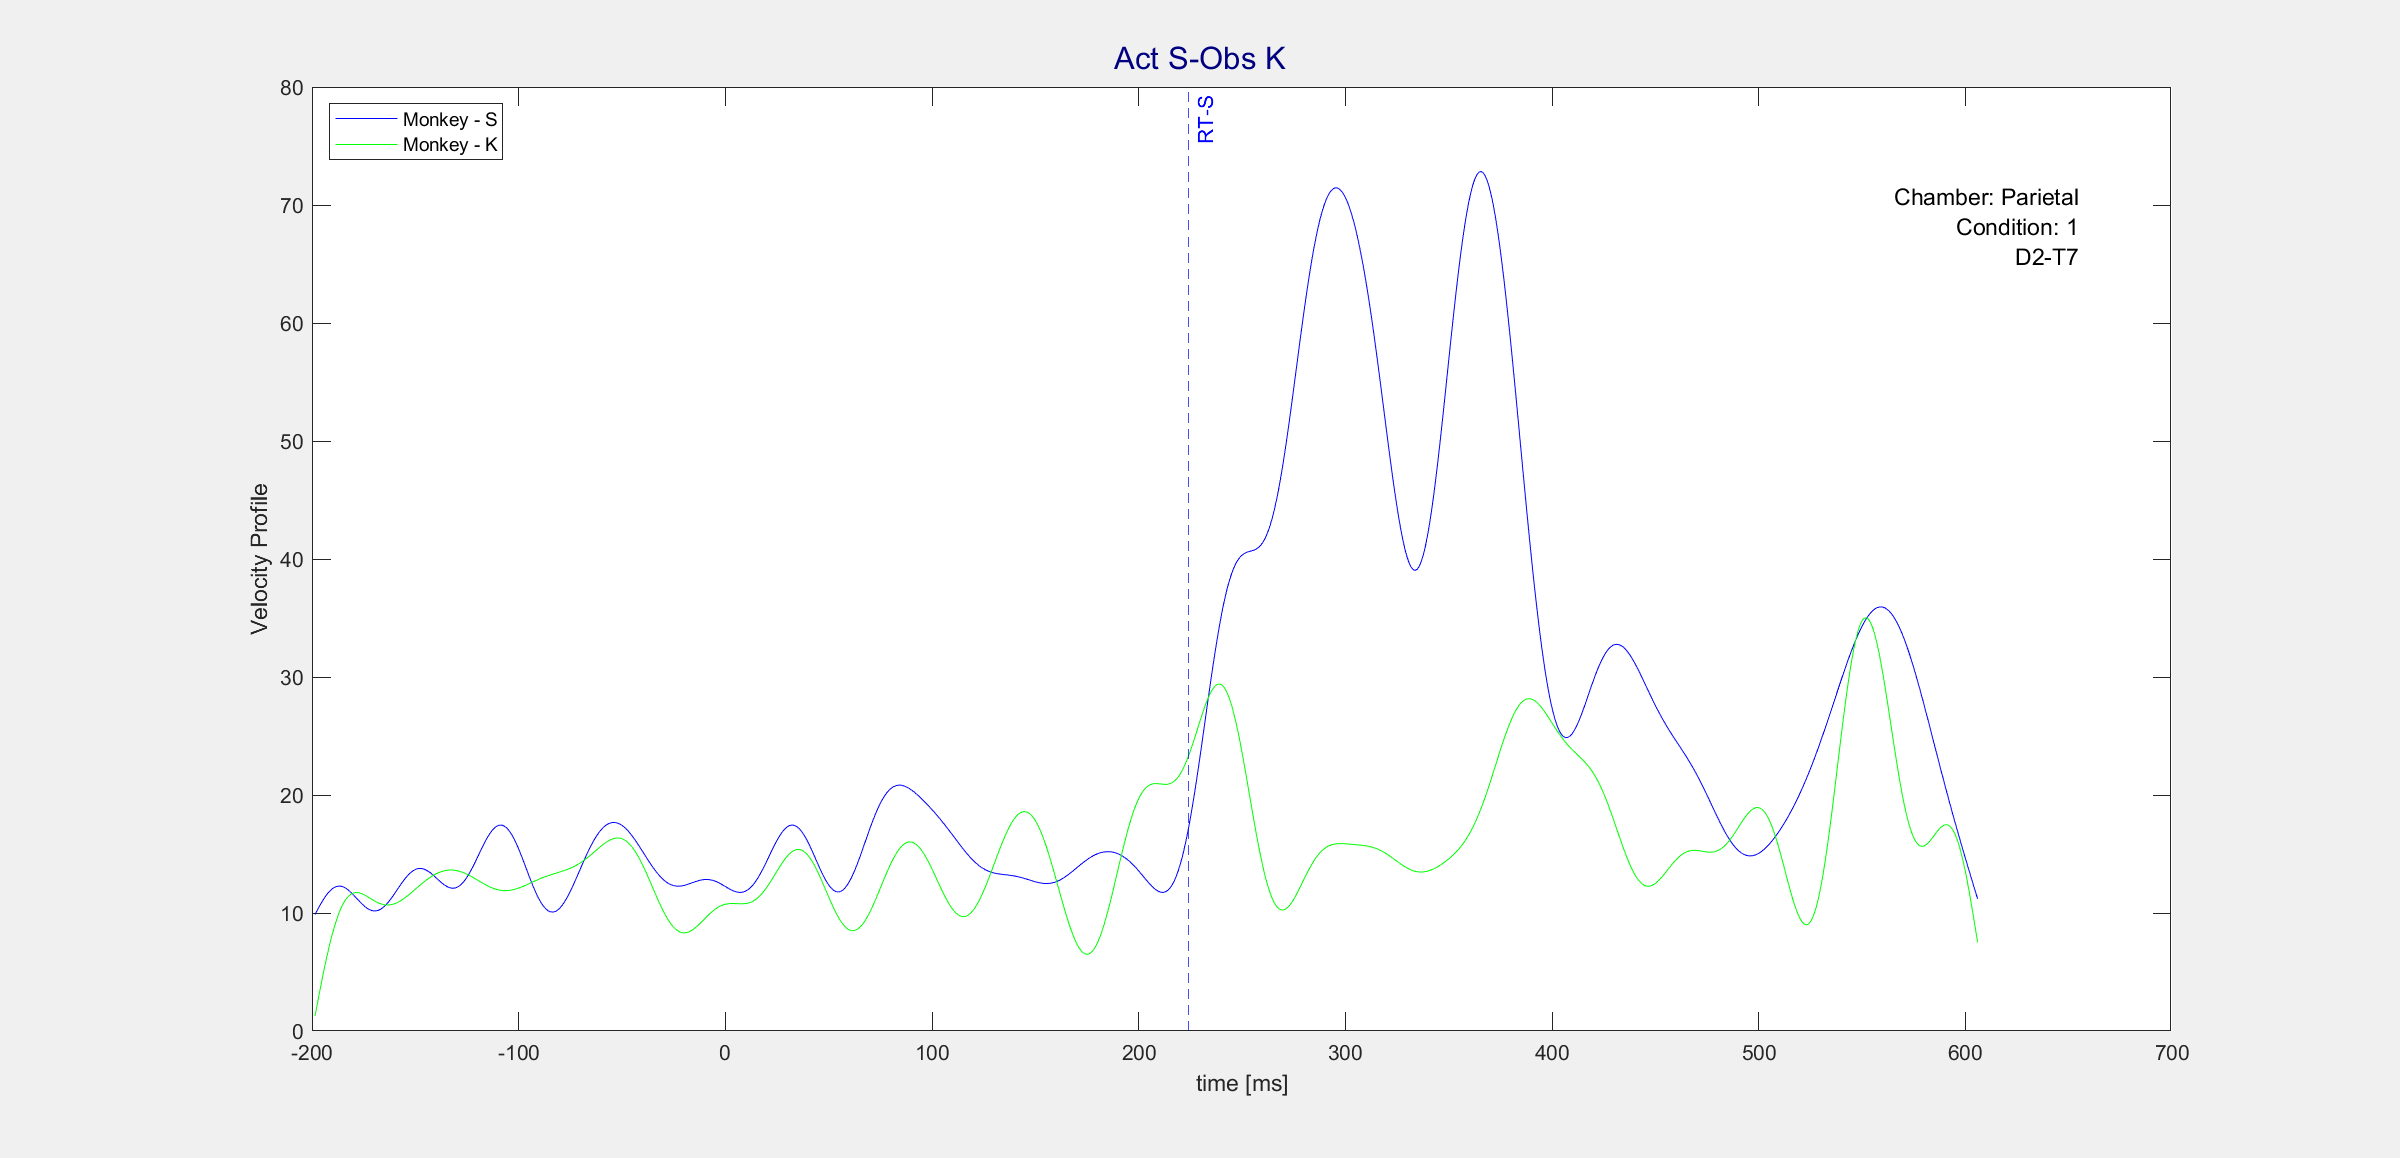 Act S-Obs K
80
70
60
50
40
30
20
10
0
Velocity Profile
Monkey - S
Monkey - K
RT-S
Chamber: Parietal
Condition: 1
D2-T7
-200 -100 0 100 200 300 400 500 600 700
time [ms]